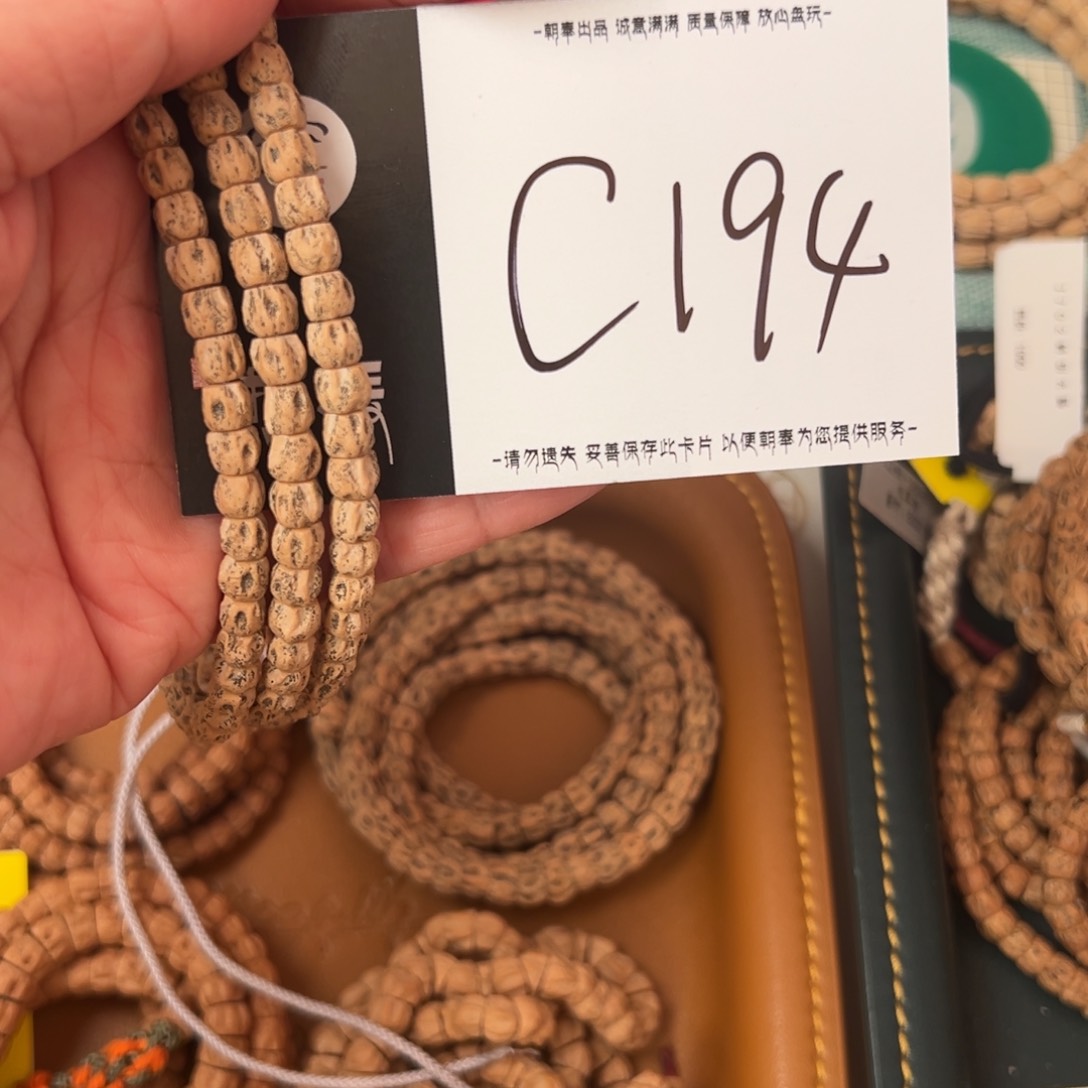 -朝奉出品 诚意满满 质量保障 放心盘玩-
C194
-请勿遗失 妥善保存此卡片 以便朝奉为您提供服务-